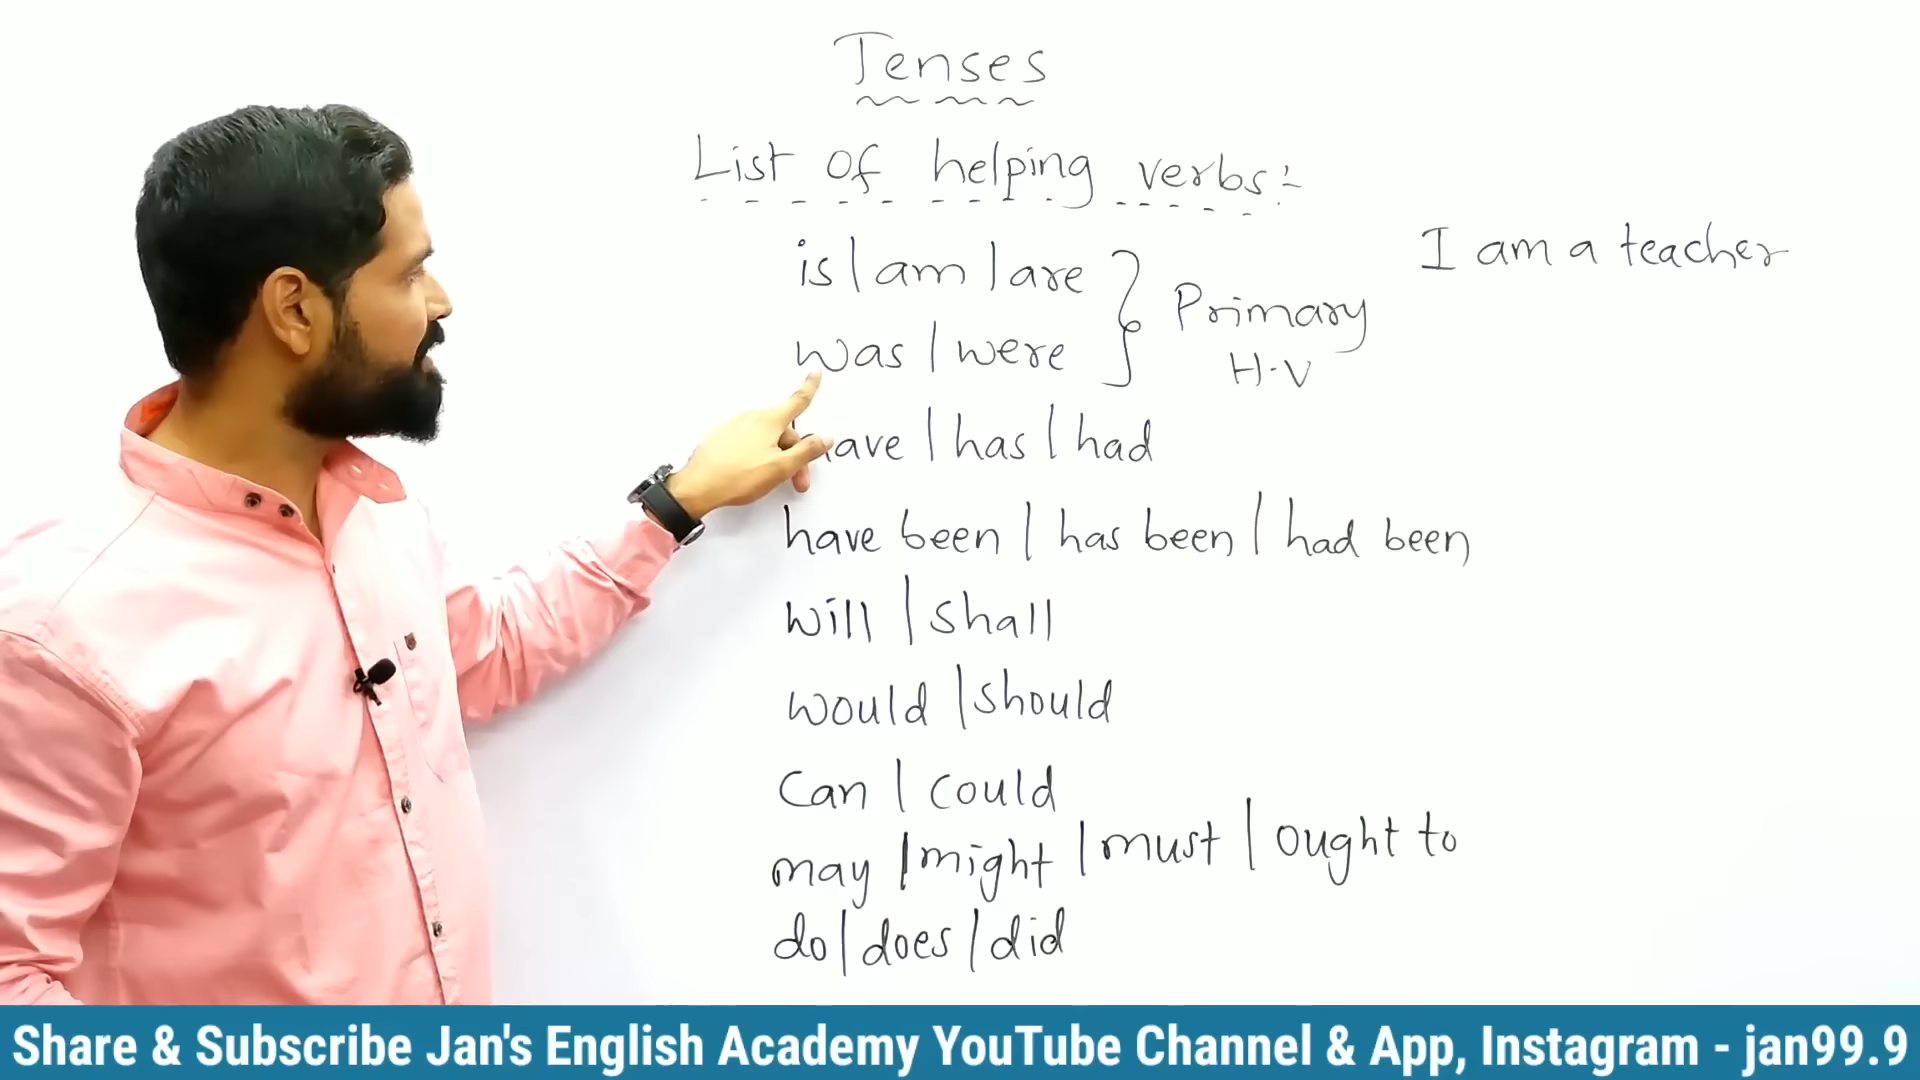 Tenses
List of helping verbs:-
is | am | are
I am a teacher
was | were
Primary
H.V
have | has | had
have been | has been | had been
will | shall
would | should
Can | could
may | might | must | ought to
do | does | did
Share & Subscribe Jan's English Academy YouTube Channel & App, Instagram - jan99.9